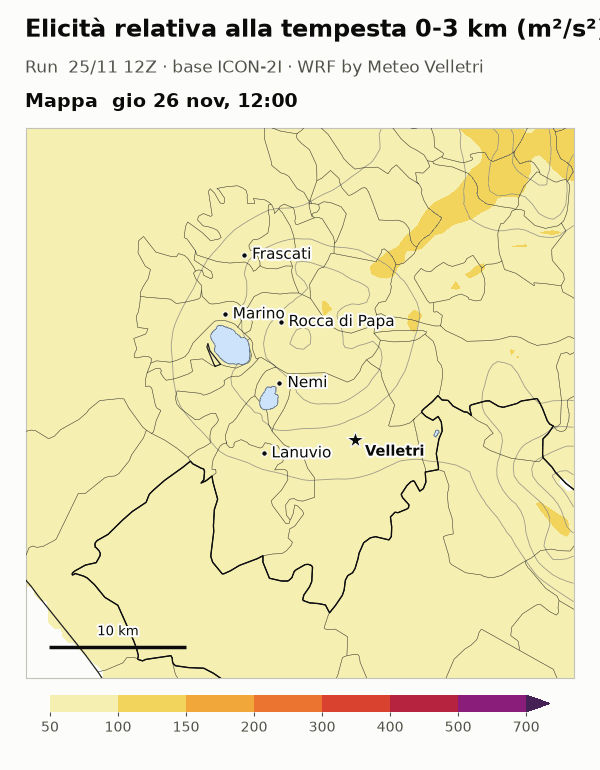 Elicità relativa alla tempesta 0-3 km (m²/s²)
Run  25/11 12Z · base ICON-2I · WRF by Meteo Velletri
Mappa  gio 26 nov, 12:00
Frascati
Marino
Rocca di Papa
Nemi
Velletri
Lanuvio
10 km
50 100 150 200 300 400 500 700